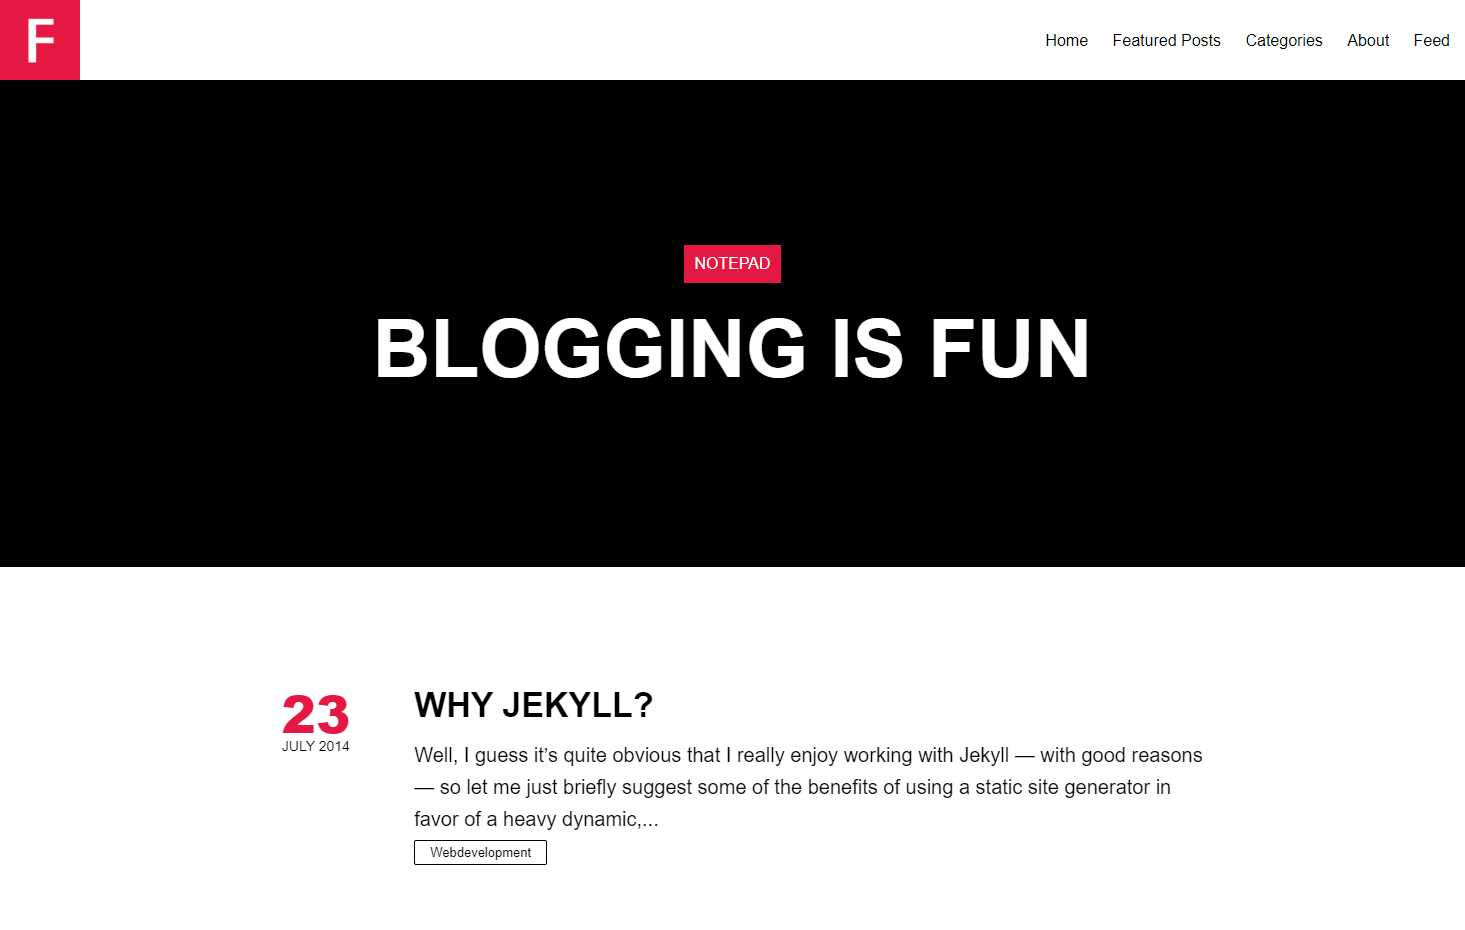 F
Home Featured Posts Categories About Feed
NOTEPAD
BLOGGING IS FUN
23
JULY 2014
WHY JEKYLL?
Well, I guess it’s quite obvious that I really enjoy working with Jekyll — with good reasons
— so let me just briefly suggest some of the benefits of using a static site generator in
favor of a heavy dynamic,...
Webdevelopment